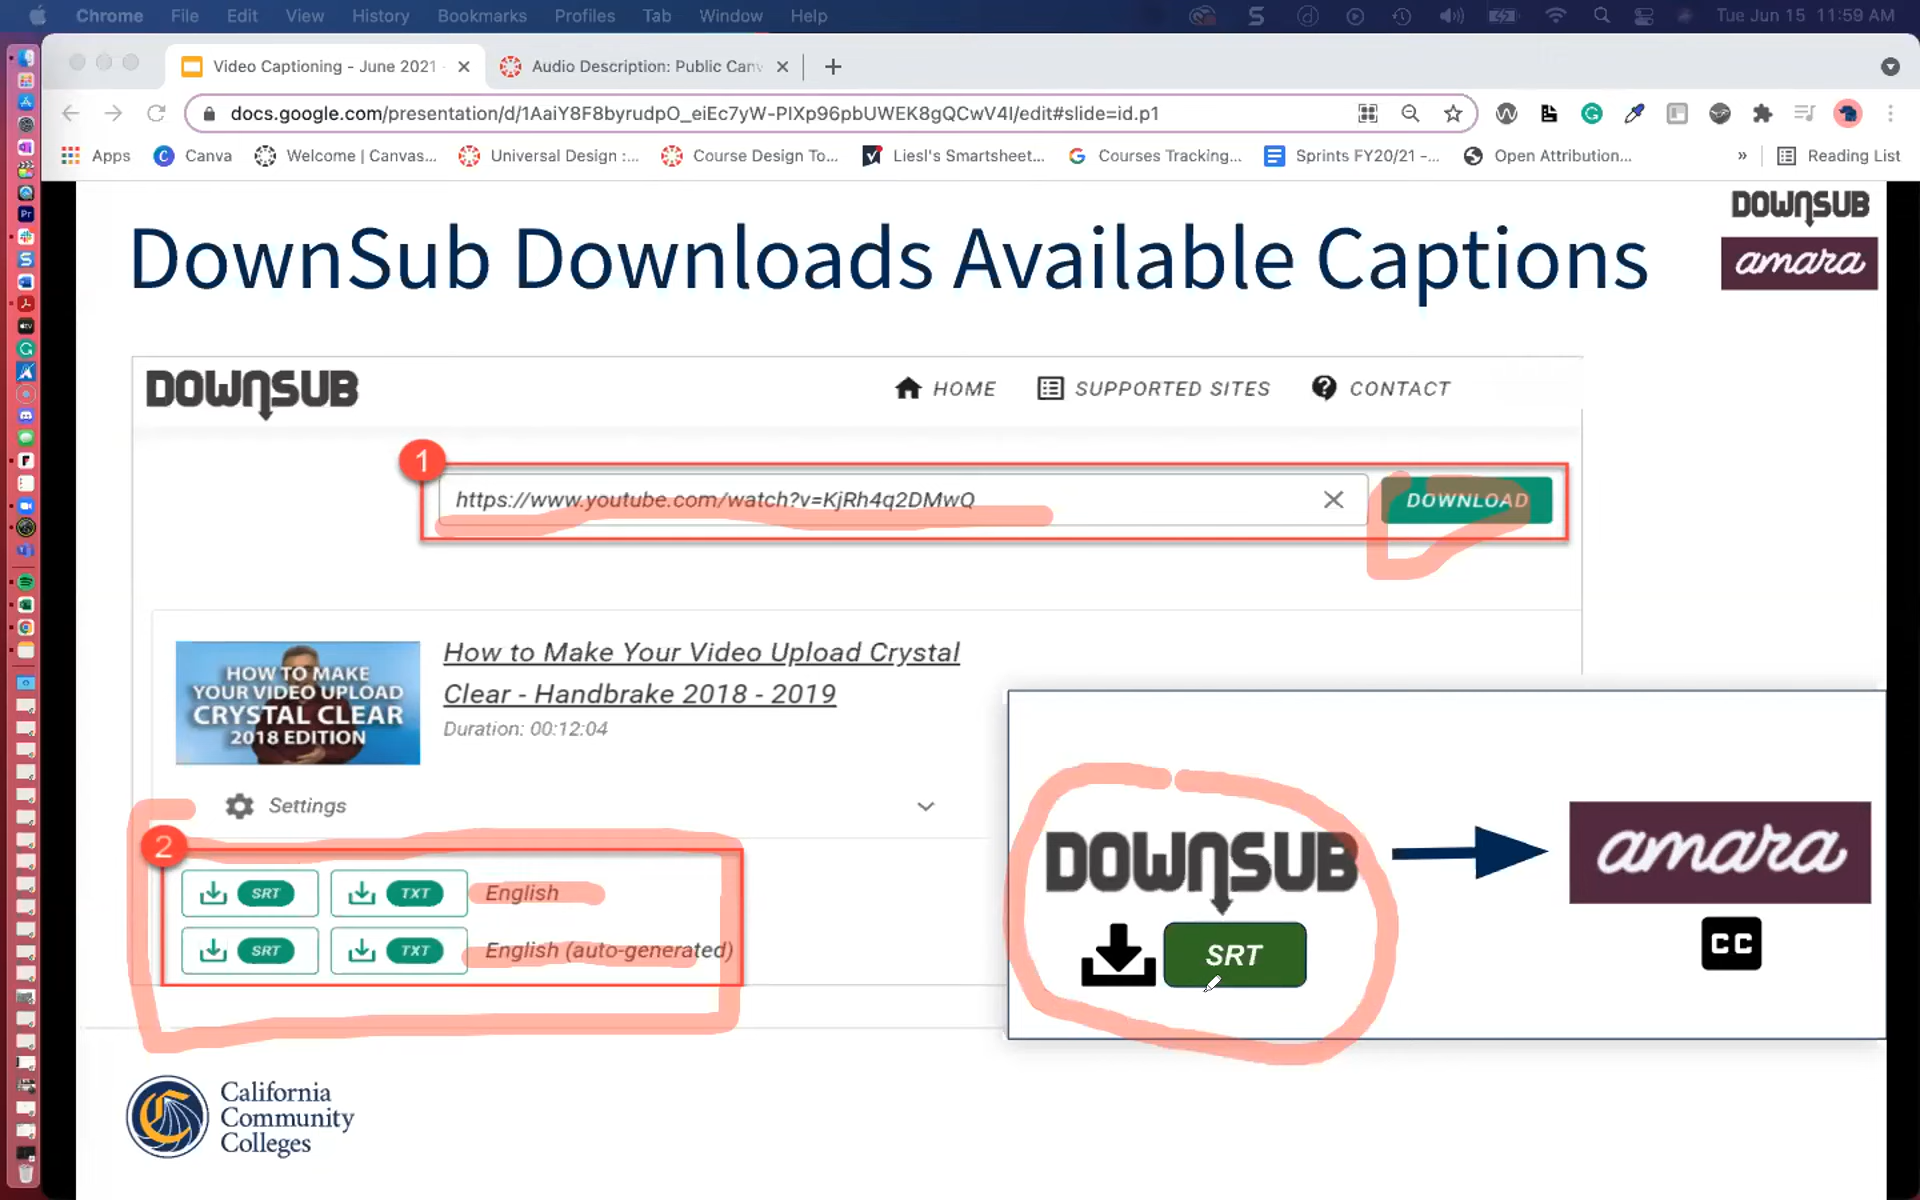 Chrome File Edit View History Bookmarks Profiles Tab Window Help Tue Jun 15 11:59 AM
Video Captioning - June 2021 Audio Description: Public Canv
docs.google.com/presentation/d/1AaiY8F8byrudpO_eiEc7yW-PIXp96pbUWEK8gQCwV4I/edit#slide=id.p1
Apps Canva Welcome | Canvas... Universal Design :... Course Design To... Liesl's Smartsheet... Courses Tracking,... Sprints FY20/21 -... Open Attribution... » Reading List
DownSub Downloads Available Captions
DOWNSUB
amara
DOWNSUB HOME SUPPORTED SITES CONTACT
1
https://www.youtube.com/watch?v=KjRh4q2DMwQ DOWNLOAD
HOW TO MAKE
YOUR VIDEO UPLOAD
CRYSTAL CLEAR
2018 EDITION
How to Make Your Video Upload Crystal
Clear - Handbrake 2018 - 2019
Duration: 00:12:04
Settings
2
SRT TXT English
SRT TXT English (auto-generated)
DOWNSUB amara
SRT CC
California
Community
Colleges